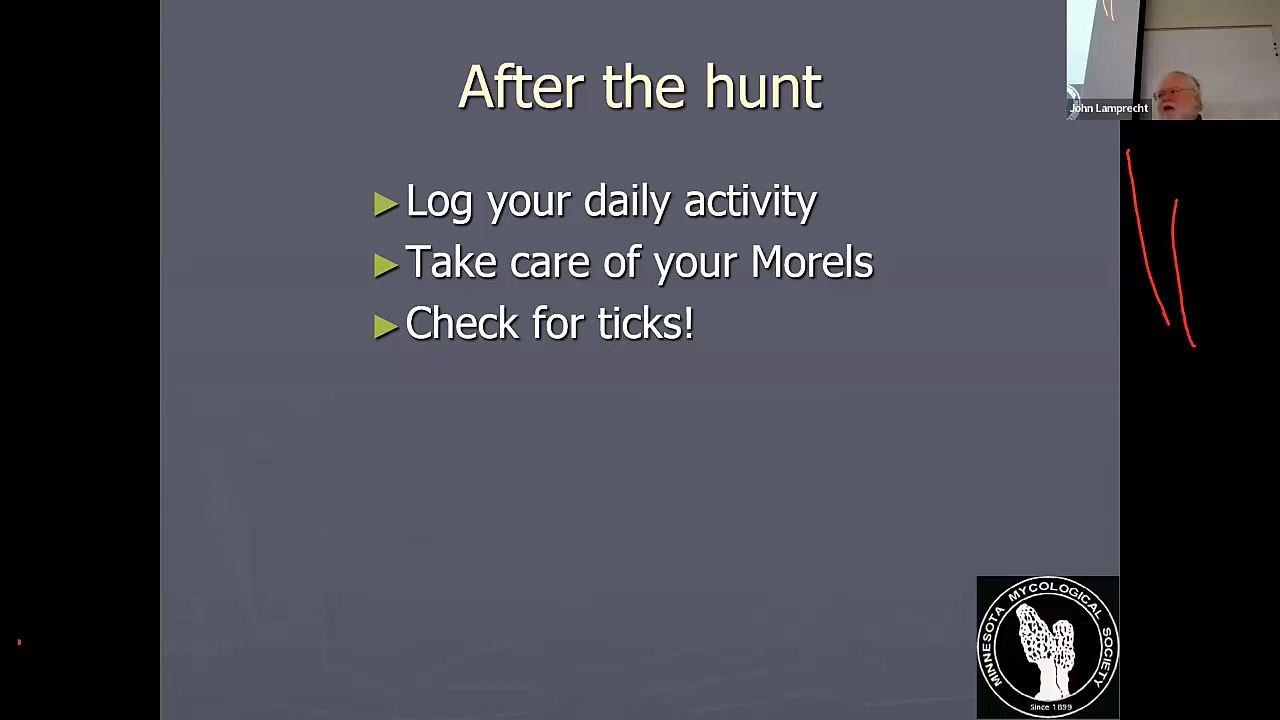 After the hunt
Log your daily activity
Take care of your Morels
Check for ticks!
John Lamprecht
MINNESOTA MYCOLOGICAL SOCIETY
Since 1899